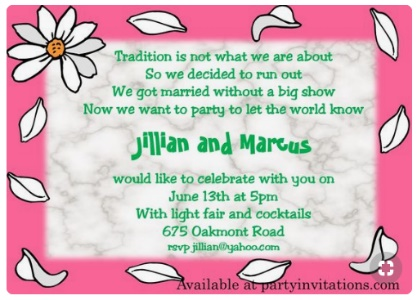 Tradition is not what we are about
So we decided to run out
We got married without a big show
Now we want to party to let the world know
Jillian and Marcus
would like to celebrate with you on
June 13th at 5pm
With light fair and cocktails
675 Oakmont Road
rsvp jillian@yahoo.com
Available at partyinvitations.com